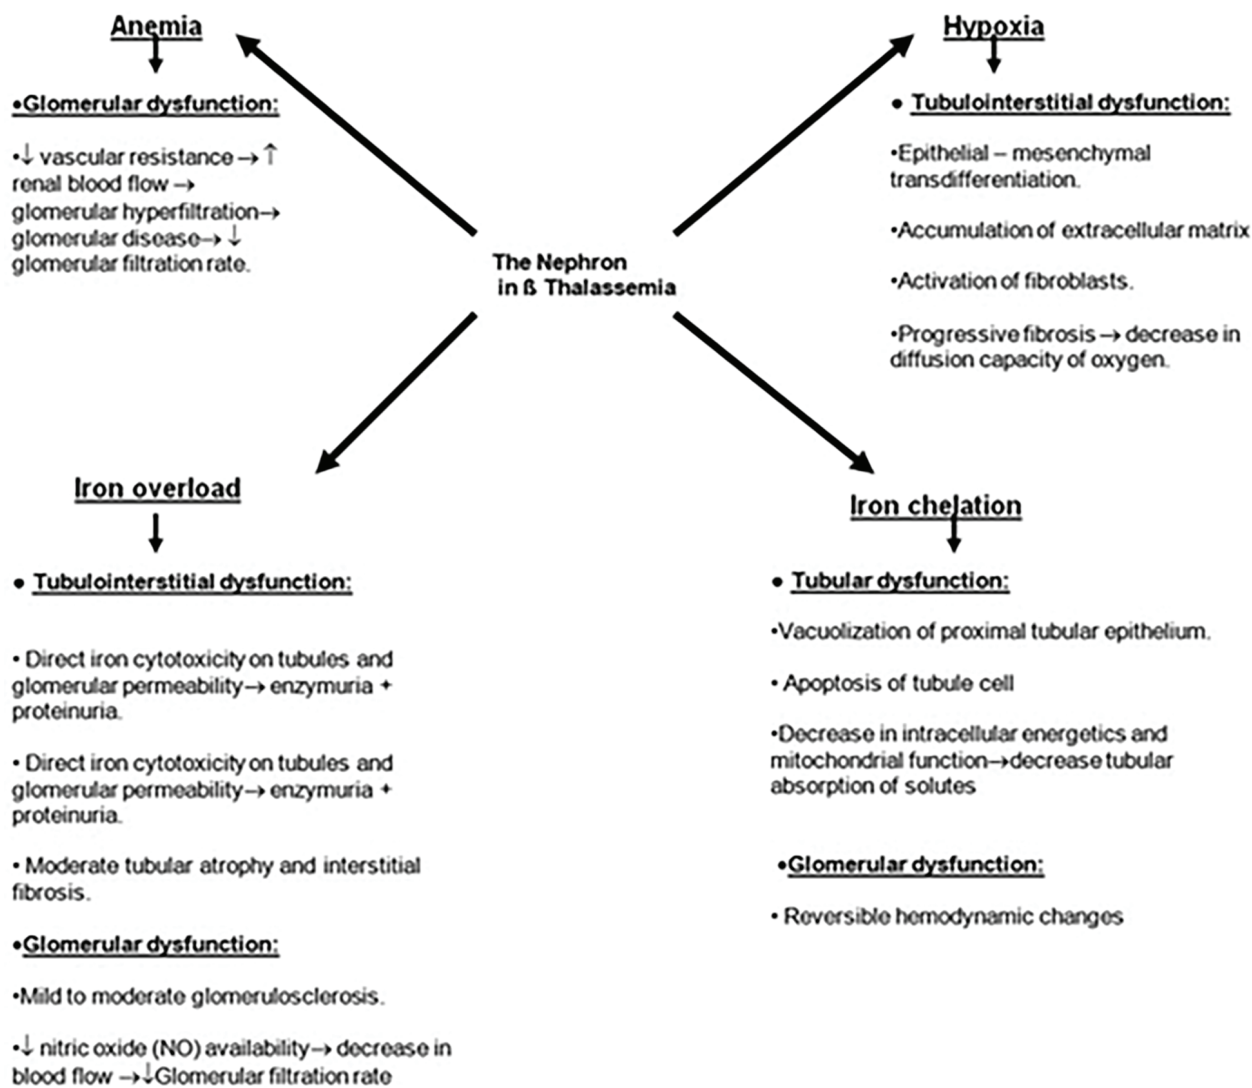 Anemia
•Glomerular dysfunction:
•↓ vascular resistance → ↑
renal blood flow →
glomerular hyperfiltration→
glomerular disease→ ↓
glomerular filtration rate.
Hypoxia
• Tubulointerstitial dysfunction:
•Epithelial – mesenchymal
transdifferentiation.
•Accumulation of extracellular matrix
•Activation of fibroblasts.
•Progressive fibrosis → decrease in
diffusion capacity of oxygen.
The Nephron
in ß Thalassemia
Iron overload
• Tubulointerstitial dysfunction:
• Direct iron cytotoxicity on tubules and
glomerular permeability→ enzymuria +
proteinuria.
• Direct iron cytotoxicity on tubules and
glomerular permeability→ enzymuria +
proteinuria.
• Moderate tubular atrophy and interstitial
fibrosis.
•Glomerular dysfunction:
•Mild to moderate glomerulosclerosis.
•↓ nitric oxide (NO) availability→ decrease in
blood flow →↓Glomerular filtration rate
Iron chelation
• Tubular dysfunction:
•Vacuolization of proximal tubular epithelium.
• Apoptosis of tubule cell
•Decrease in intracellular energetics and
mitochondrial function→decrease tubular
absorption of solutes
•Glomerular dysfunction:
• Reversible hemodynamic changes